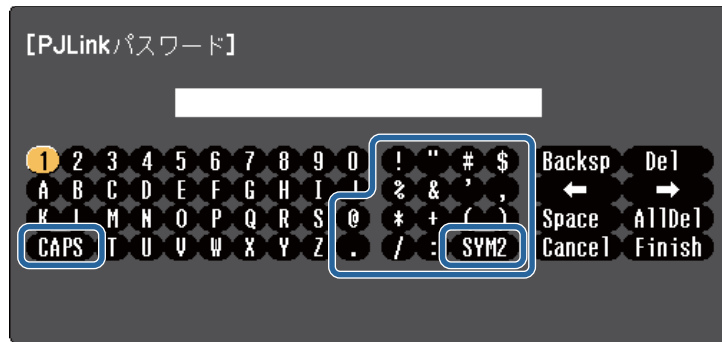 [PJLinkパスワード]
1 2 3 4 5 6 7 8 9 0 ! " # $ Backsp Del
A B C D E F G H I J % & ' , ← →
K L M N O P Q R S @ * + ( ) Space AllDel
CAPS T U V W X Y Z . / : SYM2 Cancel Finish